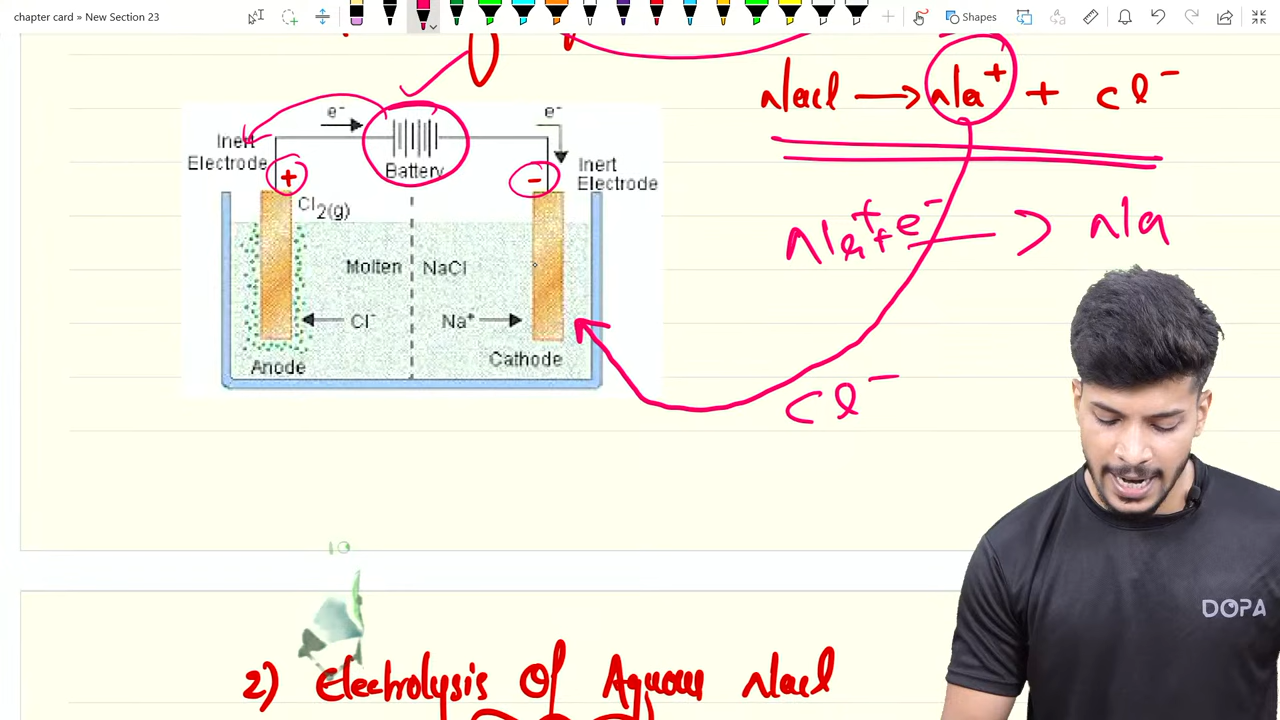 chapter card » New Section 23
Shapes
NaCl → Na⁺ + Cl⁻
e⁻
e⁻
Inert
Electrode
Battery
Inert
Electrode
+
-
Cl₂(g)
Na⁺ + e⁻ → Na
Molten NaCl
Cl⁻
Na⁺
Anode
Cathode
Cl⁻
DOPA
2) Electrolysis Of Aqueous NaCl